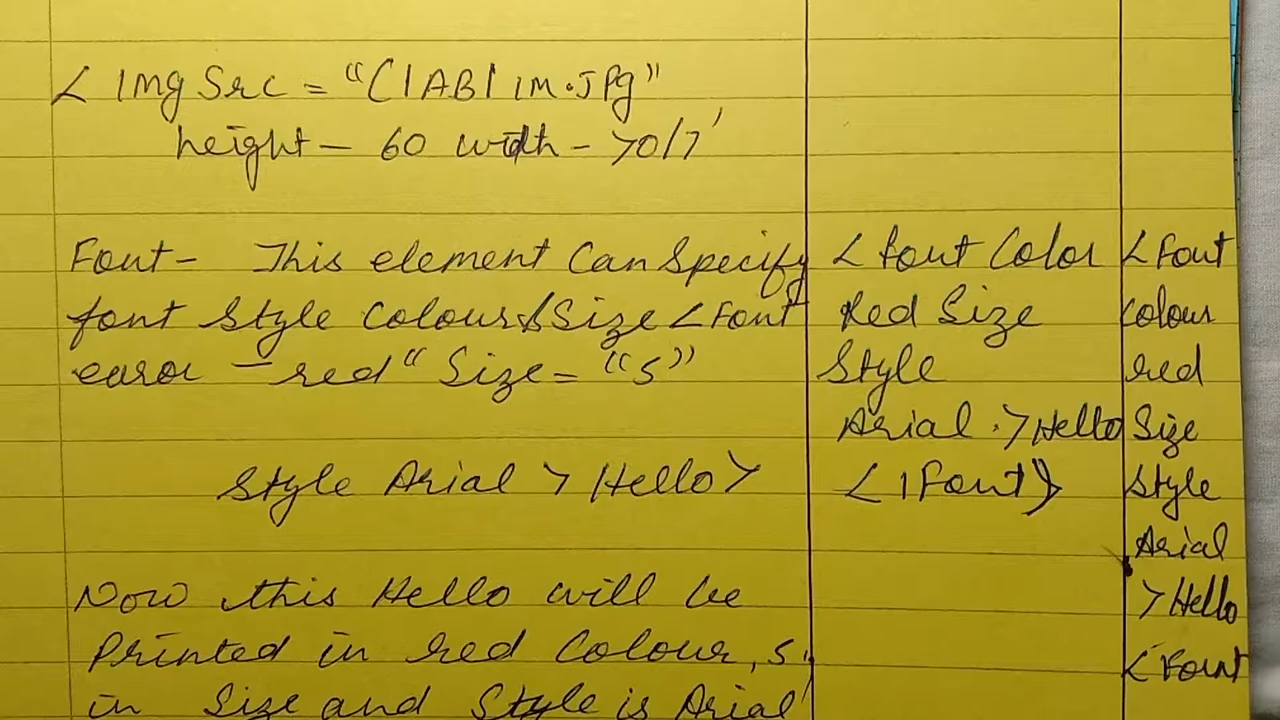 < Img Src = "C|AB| im.JPg"
height - 60 width - 70/7'
Font - This element Can Specify
font Style Colour & Size < Font
- red " Size = "5"
Style Arial > Hello >
Now this Hello will be
Printed in red Colour, 5,
in Size and Style is Arial
< font Color
Red Size
Style
Arial .> Hello
< 1 Font >
< Font
Colour
red
Size
Style
Arial
> Hello
< Font